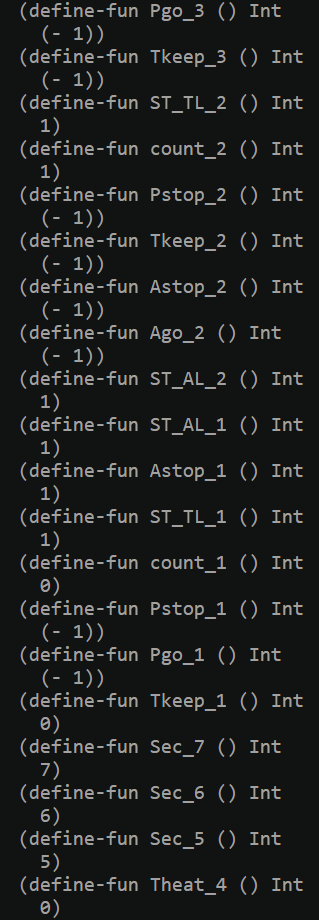 (define-fun Pgo_3 () Int
(- 1))
(define-fun Tkeep_3 () Int
(- 1))
(define-fun ST_TL_2 () Int
1)
(define-fun count_2 () Int
1)
(define-fun Pstop_2 () Int
(- 1))
(define-fun Tkeep_2 () Int
(- 1))
(define-fun Astop_2 () Int
(- 1))
(define-fun Ago_2 () Int
(- 1))
(define-fun ST_AL_2 () Int
1)
(define-fun ST_AL_1 () Int
1)
(define-fun Astop_1 () Int
1)
(define-fun ST_TL_1 () Int
1)
(define-fun count_1 () Int
0)
(define-fun Pstop_1 () Int
(- 1))
(define-fun Pgo_1 () Int
(- 1))
(define-fun Tkeep_1 () Int
0)
(define-fun Sec_7 () Int
7)
(define-fun Sec_6 () Int
6)
(define-fun Sec_5 () Int
5)
(define-fun Theat_4 () Int
0)